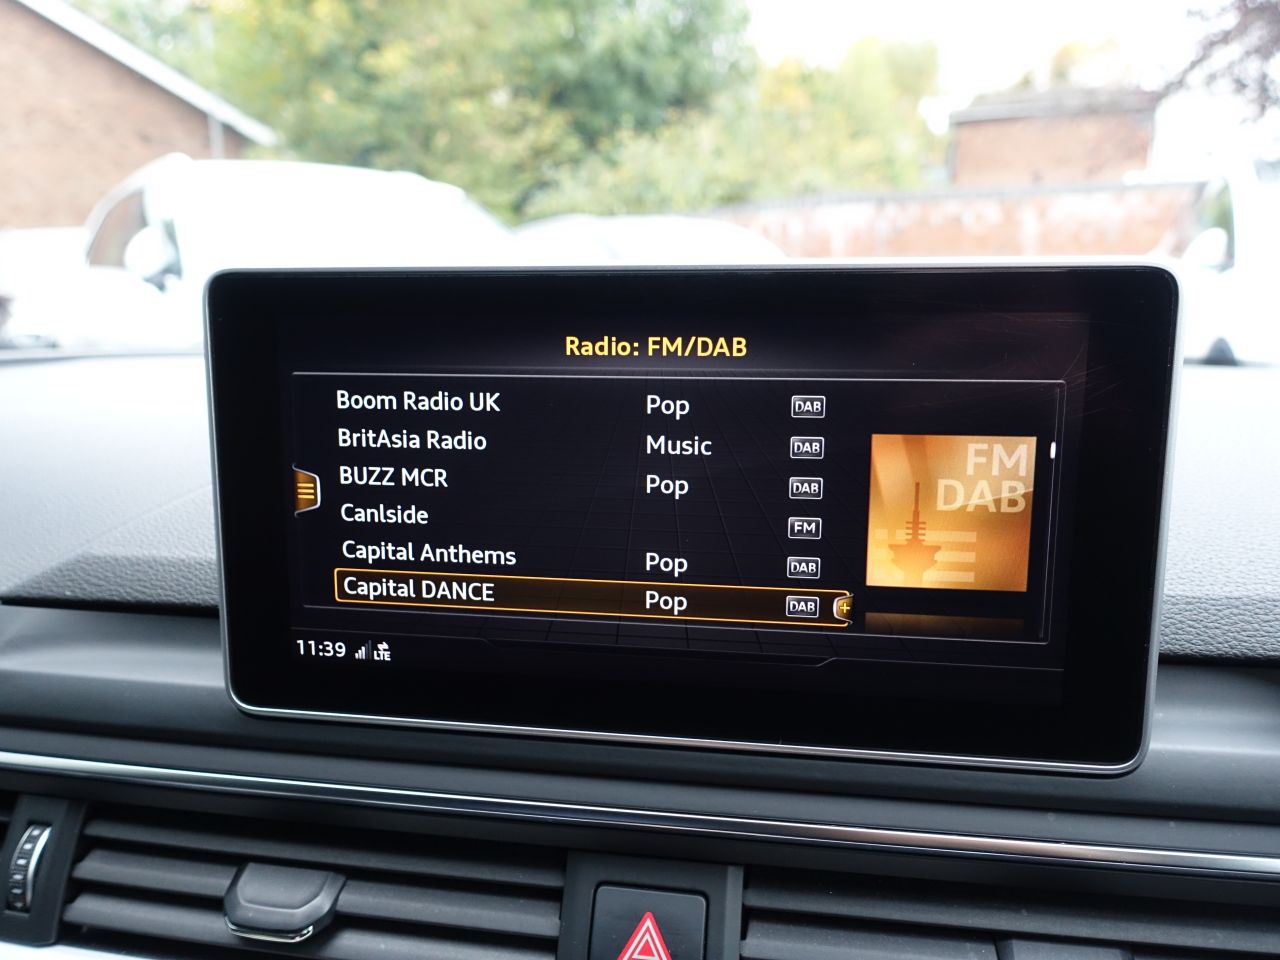 Radio: FM/DAB
Boom Radio UK Pop DAB
BritAsia Radio Music DAB
BUZZ MCR Pop DAB
Canlside FM
Capital Anthems Pop DAB
Capital DANCE Pop DAB +
FM
DAB
11:39 LTE